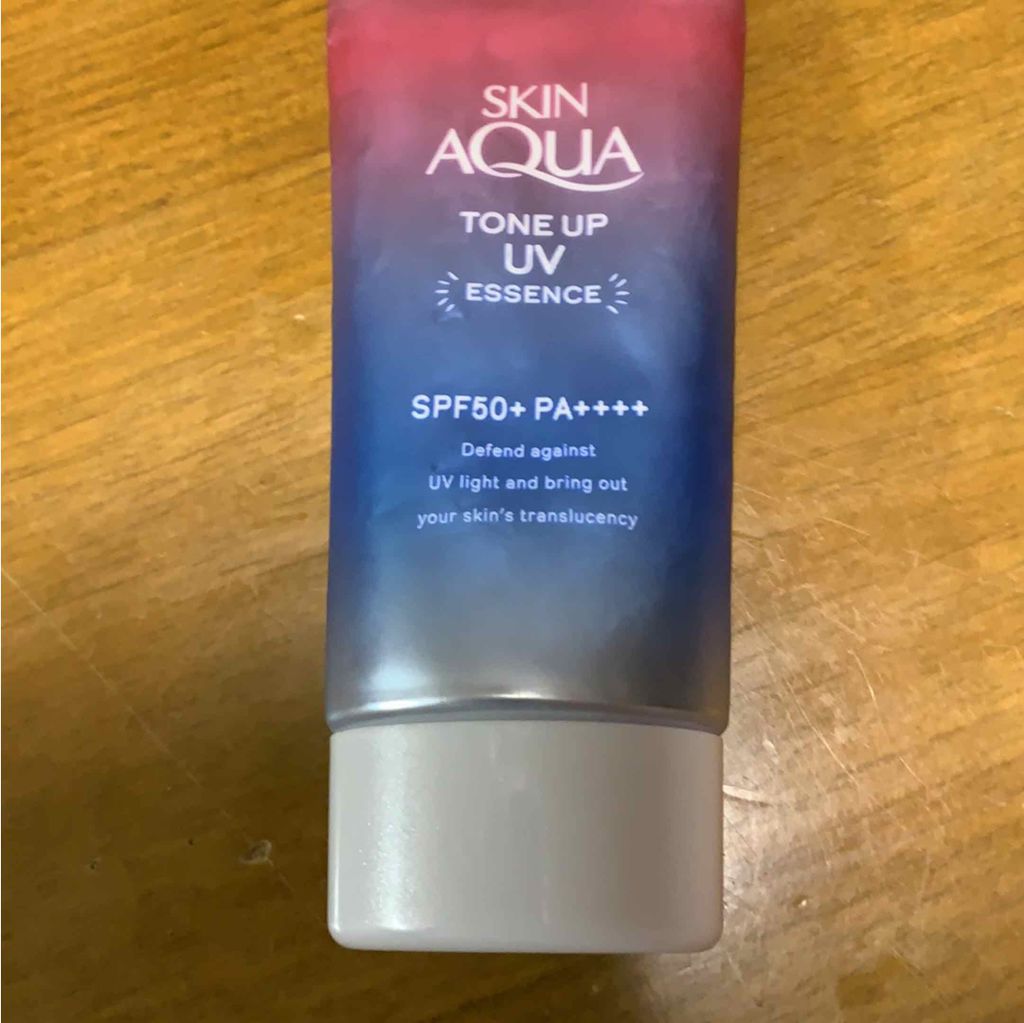 SKIN
AQUA
TONE UP
UV
ESSENCE
SPF50+ PA++++
Defend against
UV light and bring out
your skin's translucency